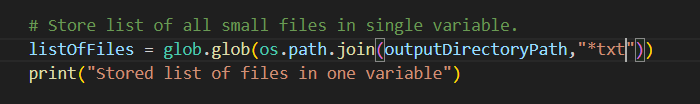 # Store list of all small files in single variable.
listOfFiles = glob.glob(os.path.join(outputDirectoryPath,"*txt"))
print("Stored list of files in one variable")